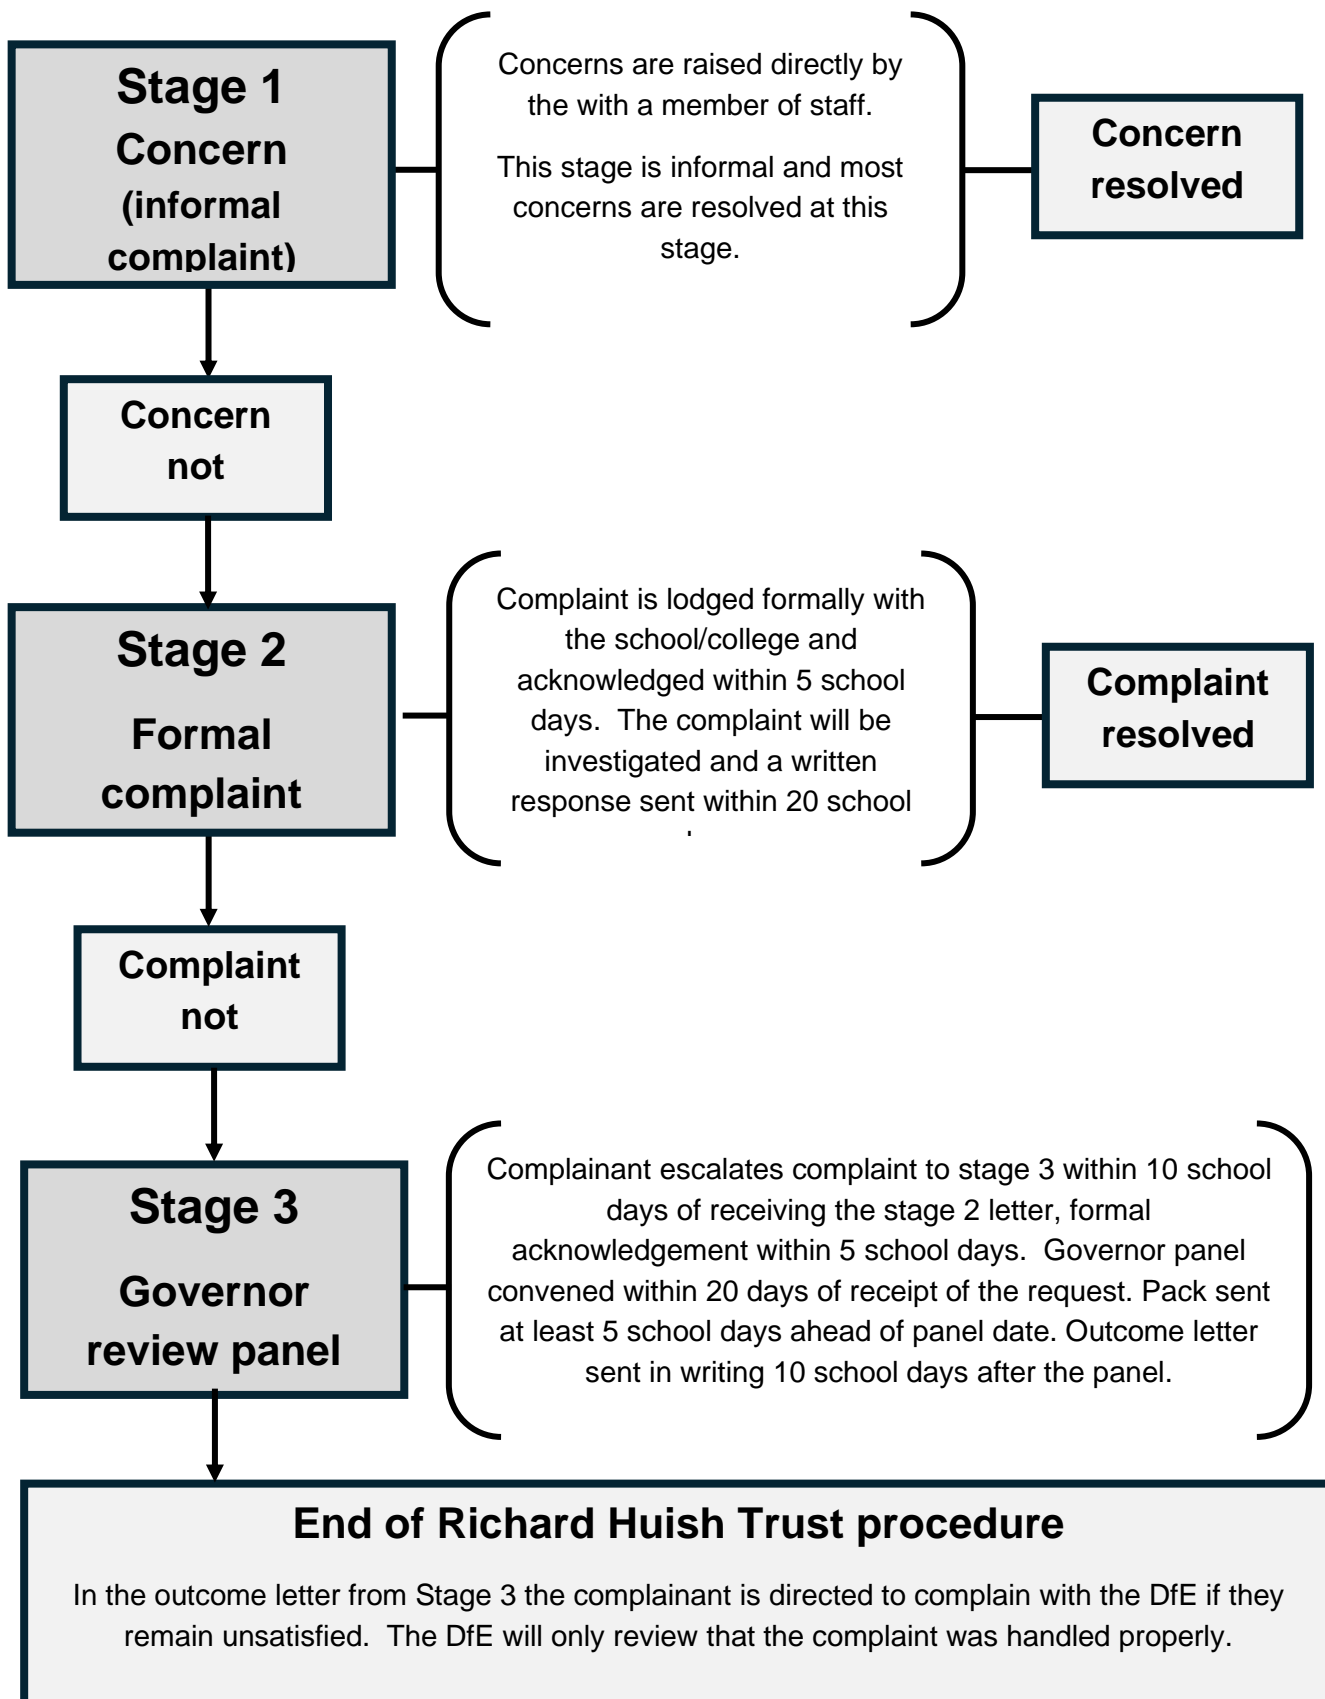 Stage 1
Concern
(informal
complaint)
Concerns are raised directly by
the with a member of staff.
This stage is informal and most
concerns are resolved at this
stage.
Concern
resolved
Concern
not
Stage 2
Formal
complaint
Complaint is lodged formally with
the school/college and
acknowledged within 5 school
days.  The complaint will be
investigated and a written
response sent within 20 school
Complaint
resolved
Complaint
not
Stage 3
Governor
review panel
Complainant escalates complaint to stage 3 within 10 school
days of receiving the stage 2 letter, formal
acknowledgement within 5 school days.  Governor panel
convened within 20 days of receipt of the request. Pack sent
at least 5 school days ahead of panel date. Outcome letter
sent in writing 10 school days after the panel.
End of Richard Huish Trust procedure
In the outcome letter from Stage 3 the complainant is directed to complain with the DfE if they
remain unsatisfied.  The DfE will only review that the complaint was handled properly.